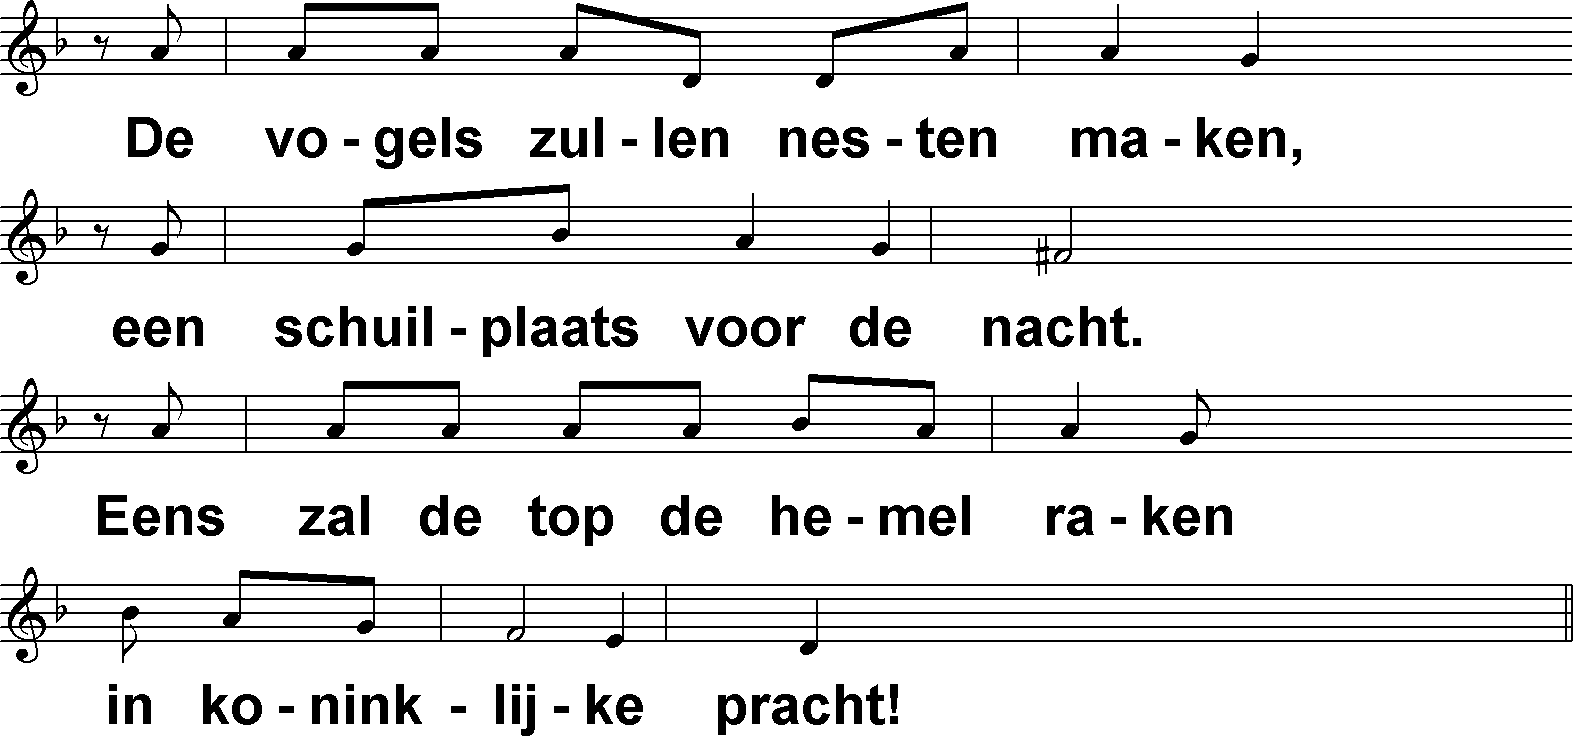 De vo - gels zul - len nes - ten ma - ken,
een schuil - plaats voor de nacht.
Eens zal de top de he - mel ra - ken
in ko - nink - lij - ke pracht!